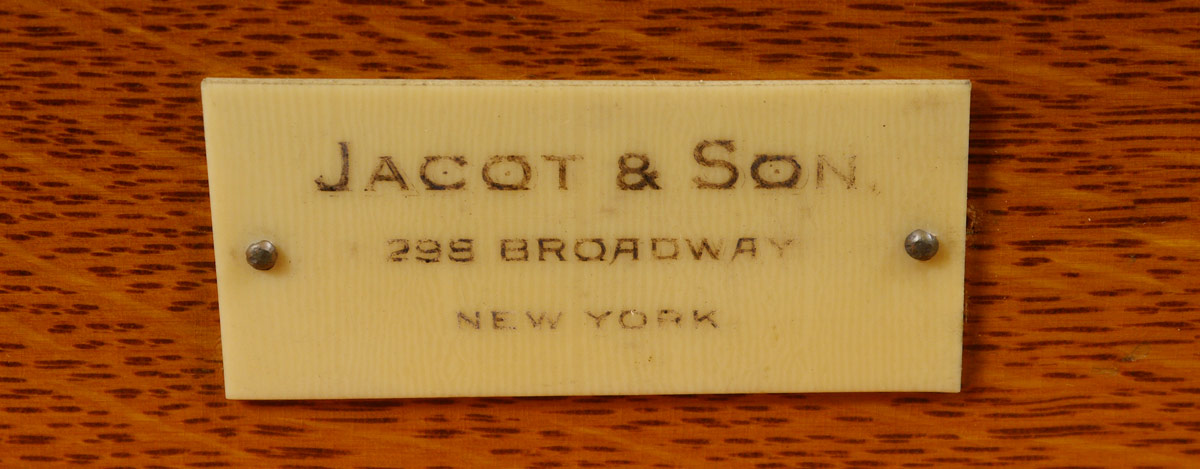 JACOT & SON,
298 BROADWAY
NEW YORK